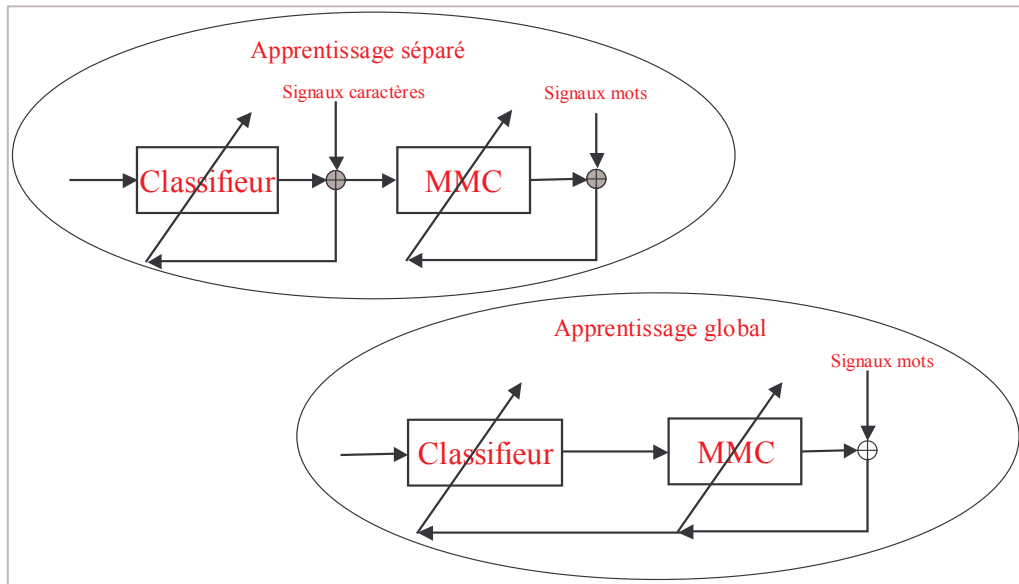 Apprentissage séparé
Signaux caractères
Signaux mots
Classifieur
MMC
Apprentissage global
Signaux mots
Classifieur
MMC